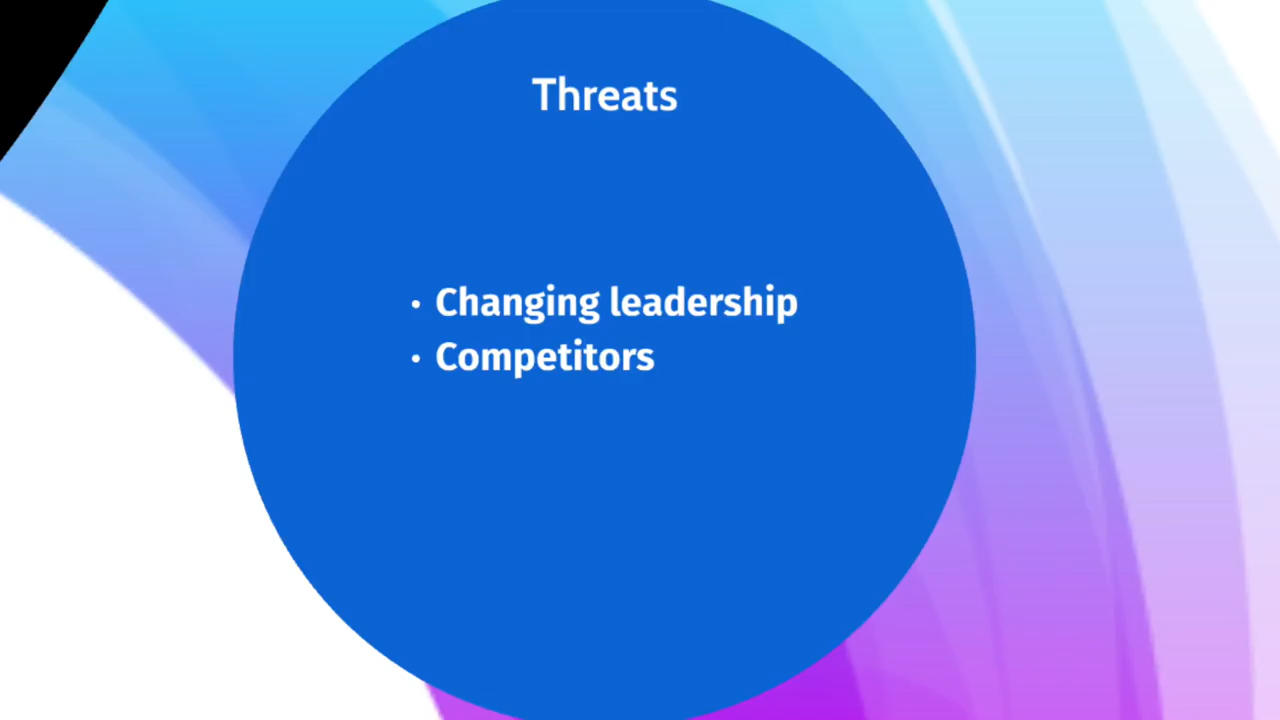 Threats
• Changing leadership
• Competitors